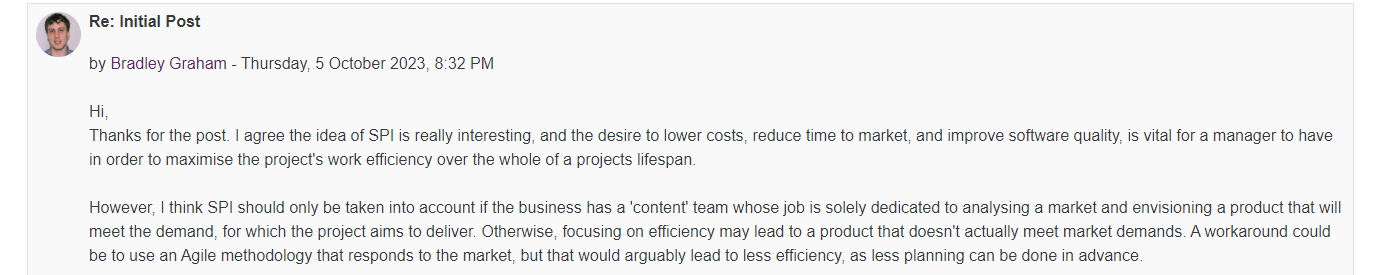 Re: Initial Post
by Bradley Graham - Thursday, 5 October 2023, 8:32 PM
Hi,
Thanks for the post. I agree the idea of SPI is really interesting, and the desire to lower costs, reduce time to market, and improve software quality, is vital for a manager to have
in order to maximise the project's work efficiency over the whole of a projects lifespan.
However, I think SPI should only be taken into account if the business has a 'content' team whose job is solely dedicated to analysing a market and envisioning a product that will
meet the demand, for which the project aims to deliver. Otherwise, focusing on efficiency may lead to a product that doesn't actually meet market demands. A workaround could
be to use an Agile methodology that responds to the market, but that would arguably lead to less efficiency, as less planning can be done in advance.